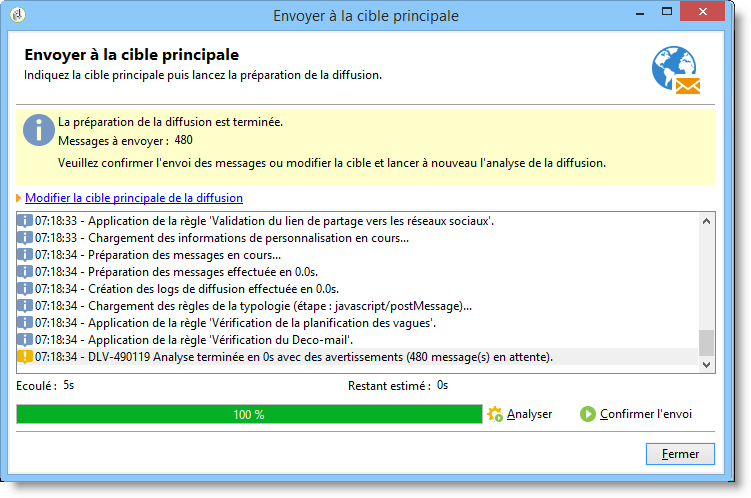 Envoyer à la cible principale
Envoyer à la cible principale
Indiquez la cible principale puis lancez la préparation de la diffusion.
La préparation de la diffusion est terminée.
Messages à envoyer : 480
Veuillez confirmer l'envoi des messages ou modifier la cible et lancer à nouveau l'analyse de la diffusion.
Modifier la cible principale de la diffusion
07:18:33 - Application de la règle 'Validation du lien de partage vers les réseaux sociaux'.
07:18:33 - Chargement des informations de personnalisation en cours...
07:18:34 - Préparation des messages en cours...
07:18:34 - Préparation des messages effectuée en 0.0s.
07:18:34 - Création des logs de diffusion effectuée en 0.0s.
07:18:34 - Chargement des règles de la typologie (étape : javascript/postMessage)...
07:18:34 - Application de la règle 'Vérification de la planification des vagues'.
07:18:34 - Application de la règle 'Vérification du Deco-mail'.
07:18:34 - DLV-490119 Analyse terminée en 0s avec des avertissements (480 message(s) en attente).
Ecoulé : 5s Restant estimé : 0s
100 % Analyser Confirmer l'envoi
Fermer